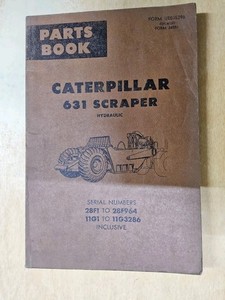 PARTS
BOOK
CATERPILLAR
631 SCRAPER
HYDRAULIC
SERIAL NUMBERS
28F1 TO 28F964
11G1 TO 11G3286
INCLUSIVE